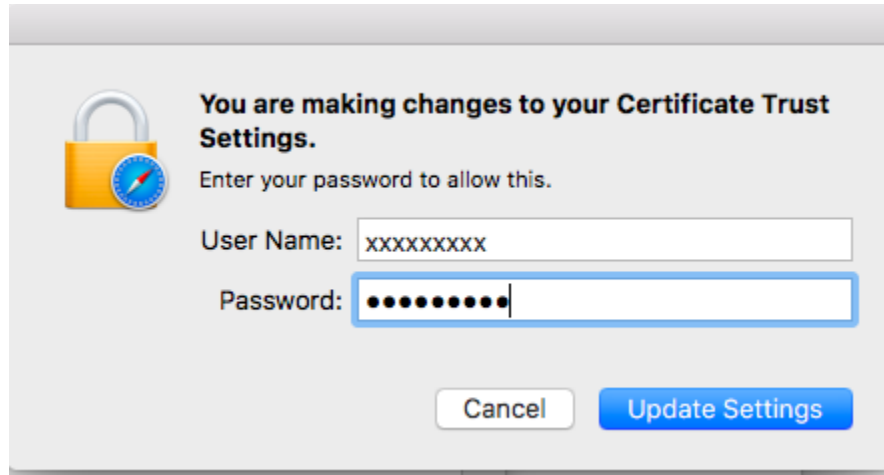 You are making changes to your Certificate Trust
Settings.
Enter your password to allow this.
User Name: xxxxxxxxx
Password: •••••••••
Cancel Update Settings